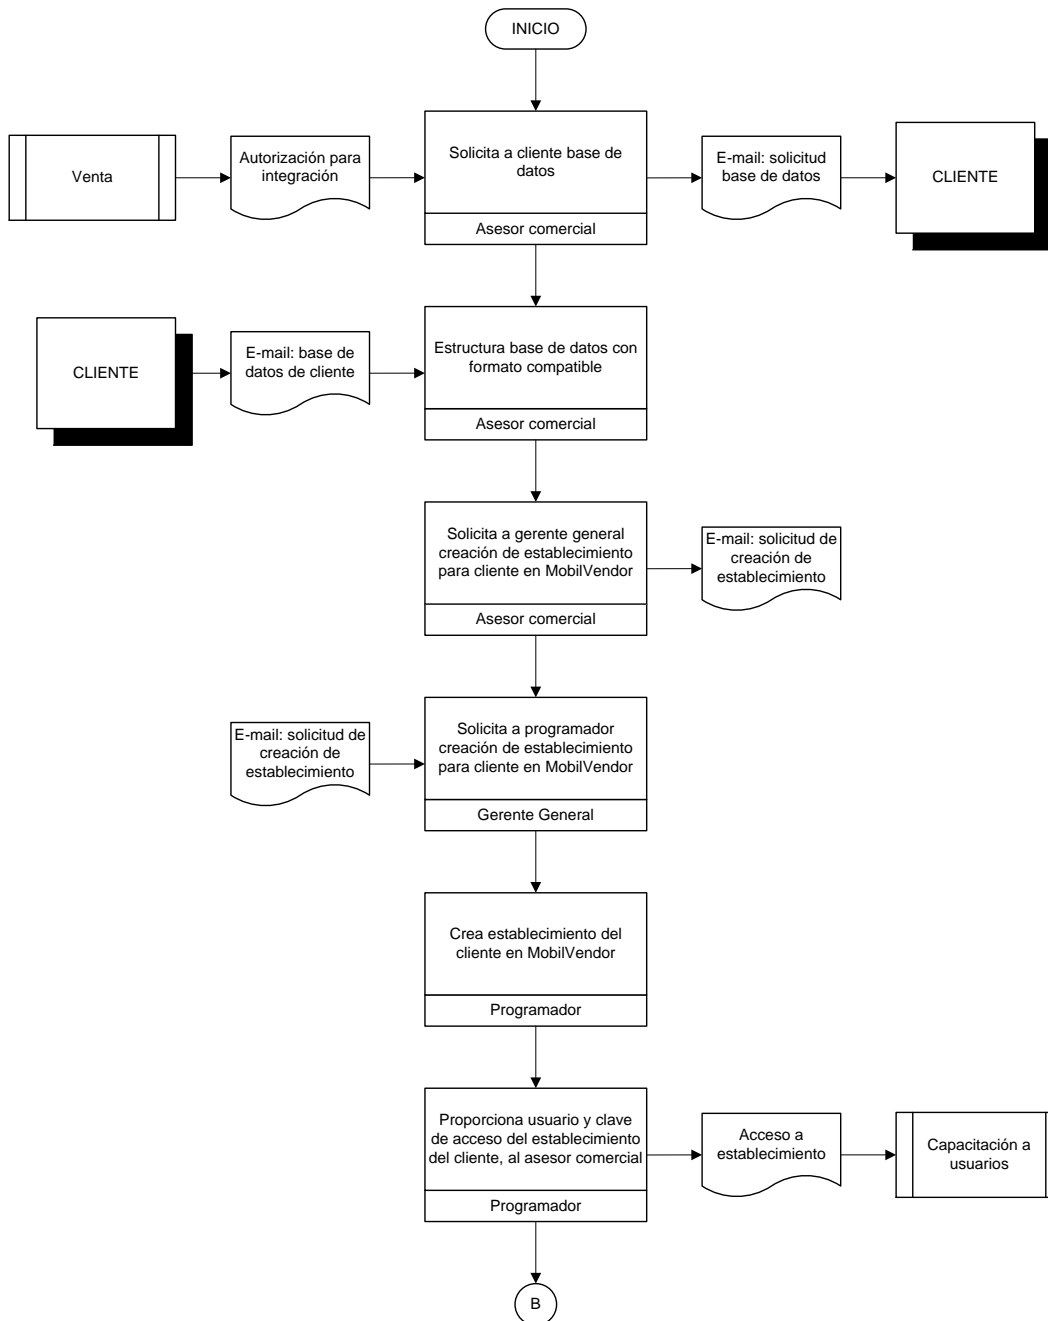 INICIO
Venta
Autorización para
integración
Solicita a cliente base de
datos
Asesor comercial
E-mail: solicitud
base de datos
CLIENTE
CLIENTE
E-mail: base de
datos de cliente
Estructura base de datos con
formato compatible
Asesor comercial
Solicita a gerente general
creación de establecimiento
para cliente en MobilVendor
Asesor comercial
E-mail: solicitud de
creación de
establecimiento
E-mail: solicitud de
creación de
establecimiento
Solicita a programador
creación de establecimiento
para cliente en MobilVendor
Gerente General
Crea establecimiento del
cliente en MobilVendor
Programador
Proporciona usuario y clave
de acceso del establecimiento
del cliente, al asesor comercial
Programador
Acceso a
establecimiento
Capacitación a
usuarios
B